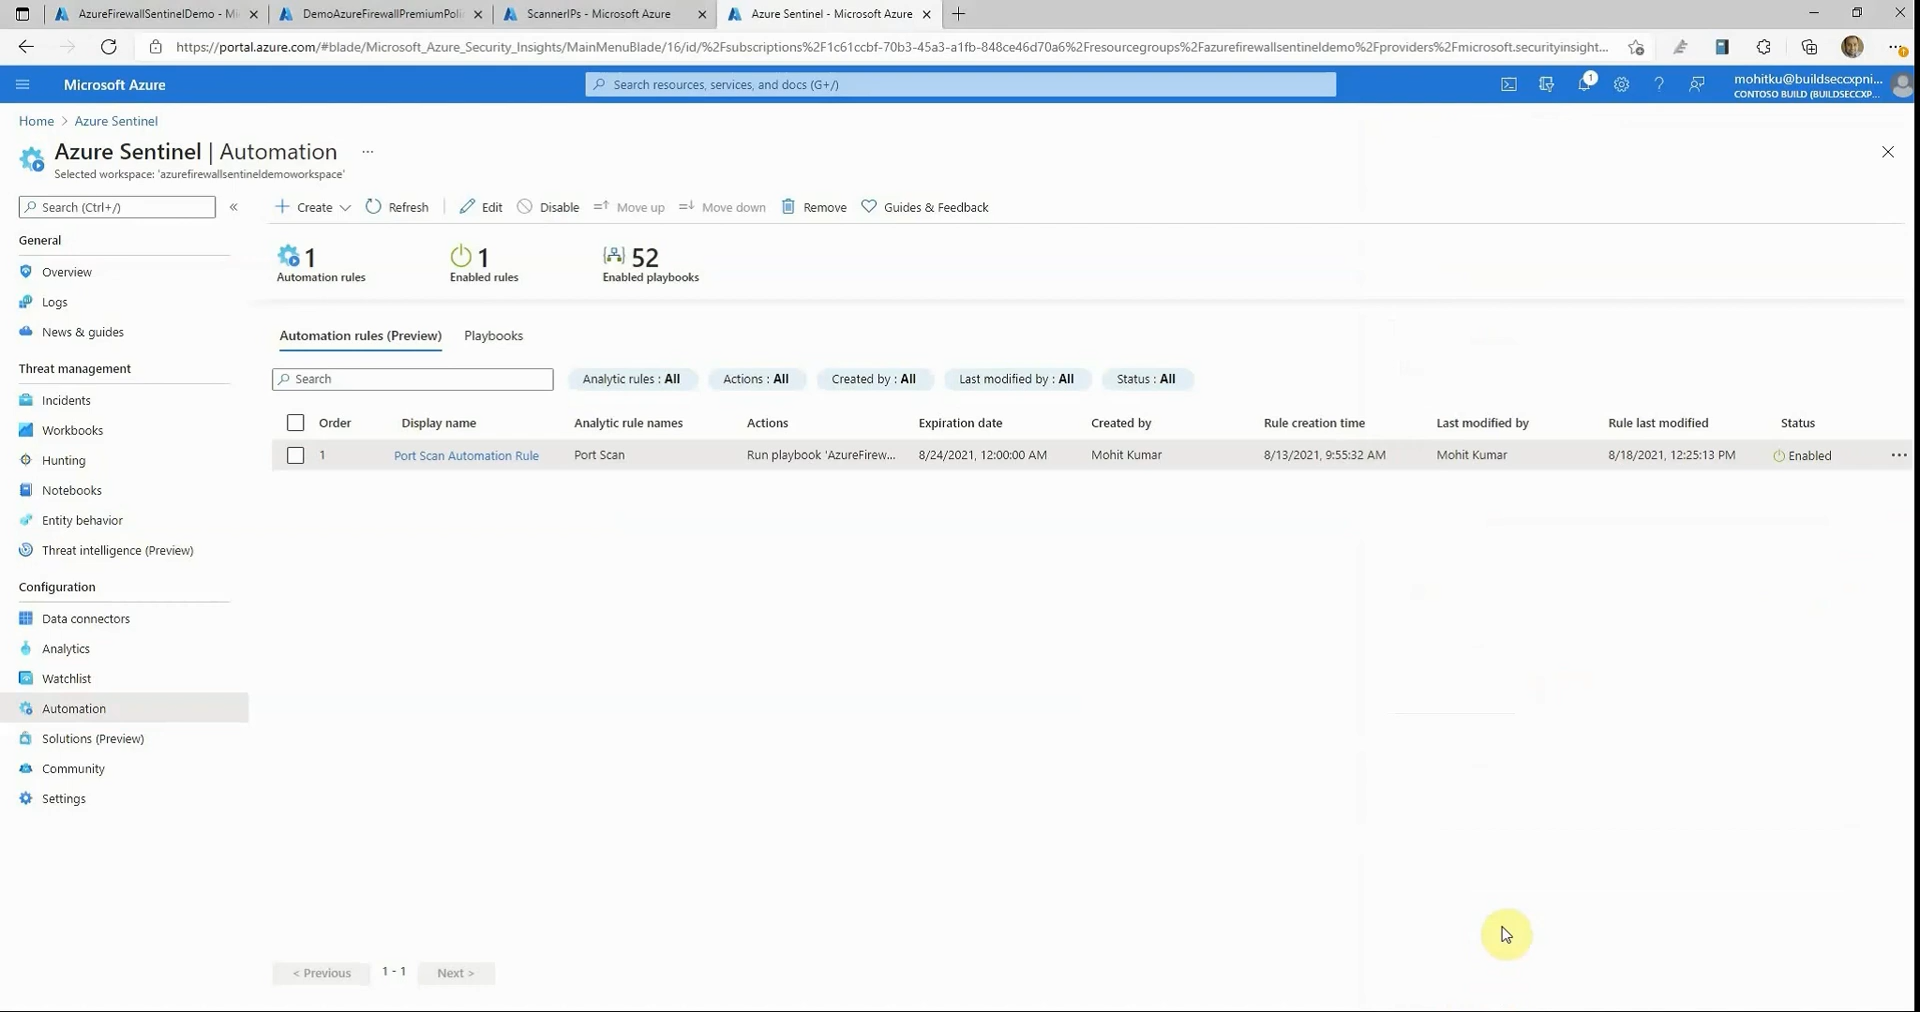 AzureFirewallSentinelDemo - Mi
DemoAzureFirewallPremiumPoli
ScannerIPs - Microsoft Azure
Azure Sentinel - Microsoft Azure
https://portal.azure.com/#blade/Microsoft_Azure_Security_Insights/MainMenuBlade/16/id/%2Fsubscriptions%2F1c61ccbf-70b3-45a3-a1fb-848ce46d70a6%2Fresourcegroups%2Fazurefirewallsentineldemo%2Fproviders%2Fmicrosoft.securityinsight...
Microsoft Azure
Search resources, services, and docs (G+/)
1
mohitku@buildseccxpni...
CONTOSO BUILD (BUILDSECCXP...
Home > Azure Sentinel
Azure Sentinel | Automation ...
Selected workspace: 'azurefirewallsentineldemoworkspace'
Search (Ctrl+/) «
Create Refresh Edit Disable Move up Move down Remove Guides & Feedback
General
Overview
Logs
News & guides
Threat management
Incidents
Workbooks
Hunting
Notebooks
Entity behavior
Threat intelligence (Preview)
Configuration
Data connectors
Analytics
Watchlist
Automation
Solutions (Preview)
Community
Settings
1
Automation rules
1
Enabled rules
52
Enabled playbooks
Automation rules (Preview) Playbooks
Search
Analytic rules : All Actions : All Created by : All Last modified by : All Status : All
Order Display name Analytic rule names Actions Expiration date Created by Rule creation time Last modified by Rule last modified Status
1 Port Scan Automation Rule Port Scan Run playbook 'AzureFirew... 8/24/2021, 12:00:00 AM Mohit Kumar 8/13/2021, 9:55:32 AM Mohit Kumar 8/18/2021, 12:25:13 PM Enabled ...
< Previous 1 - 1 Next >